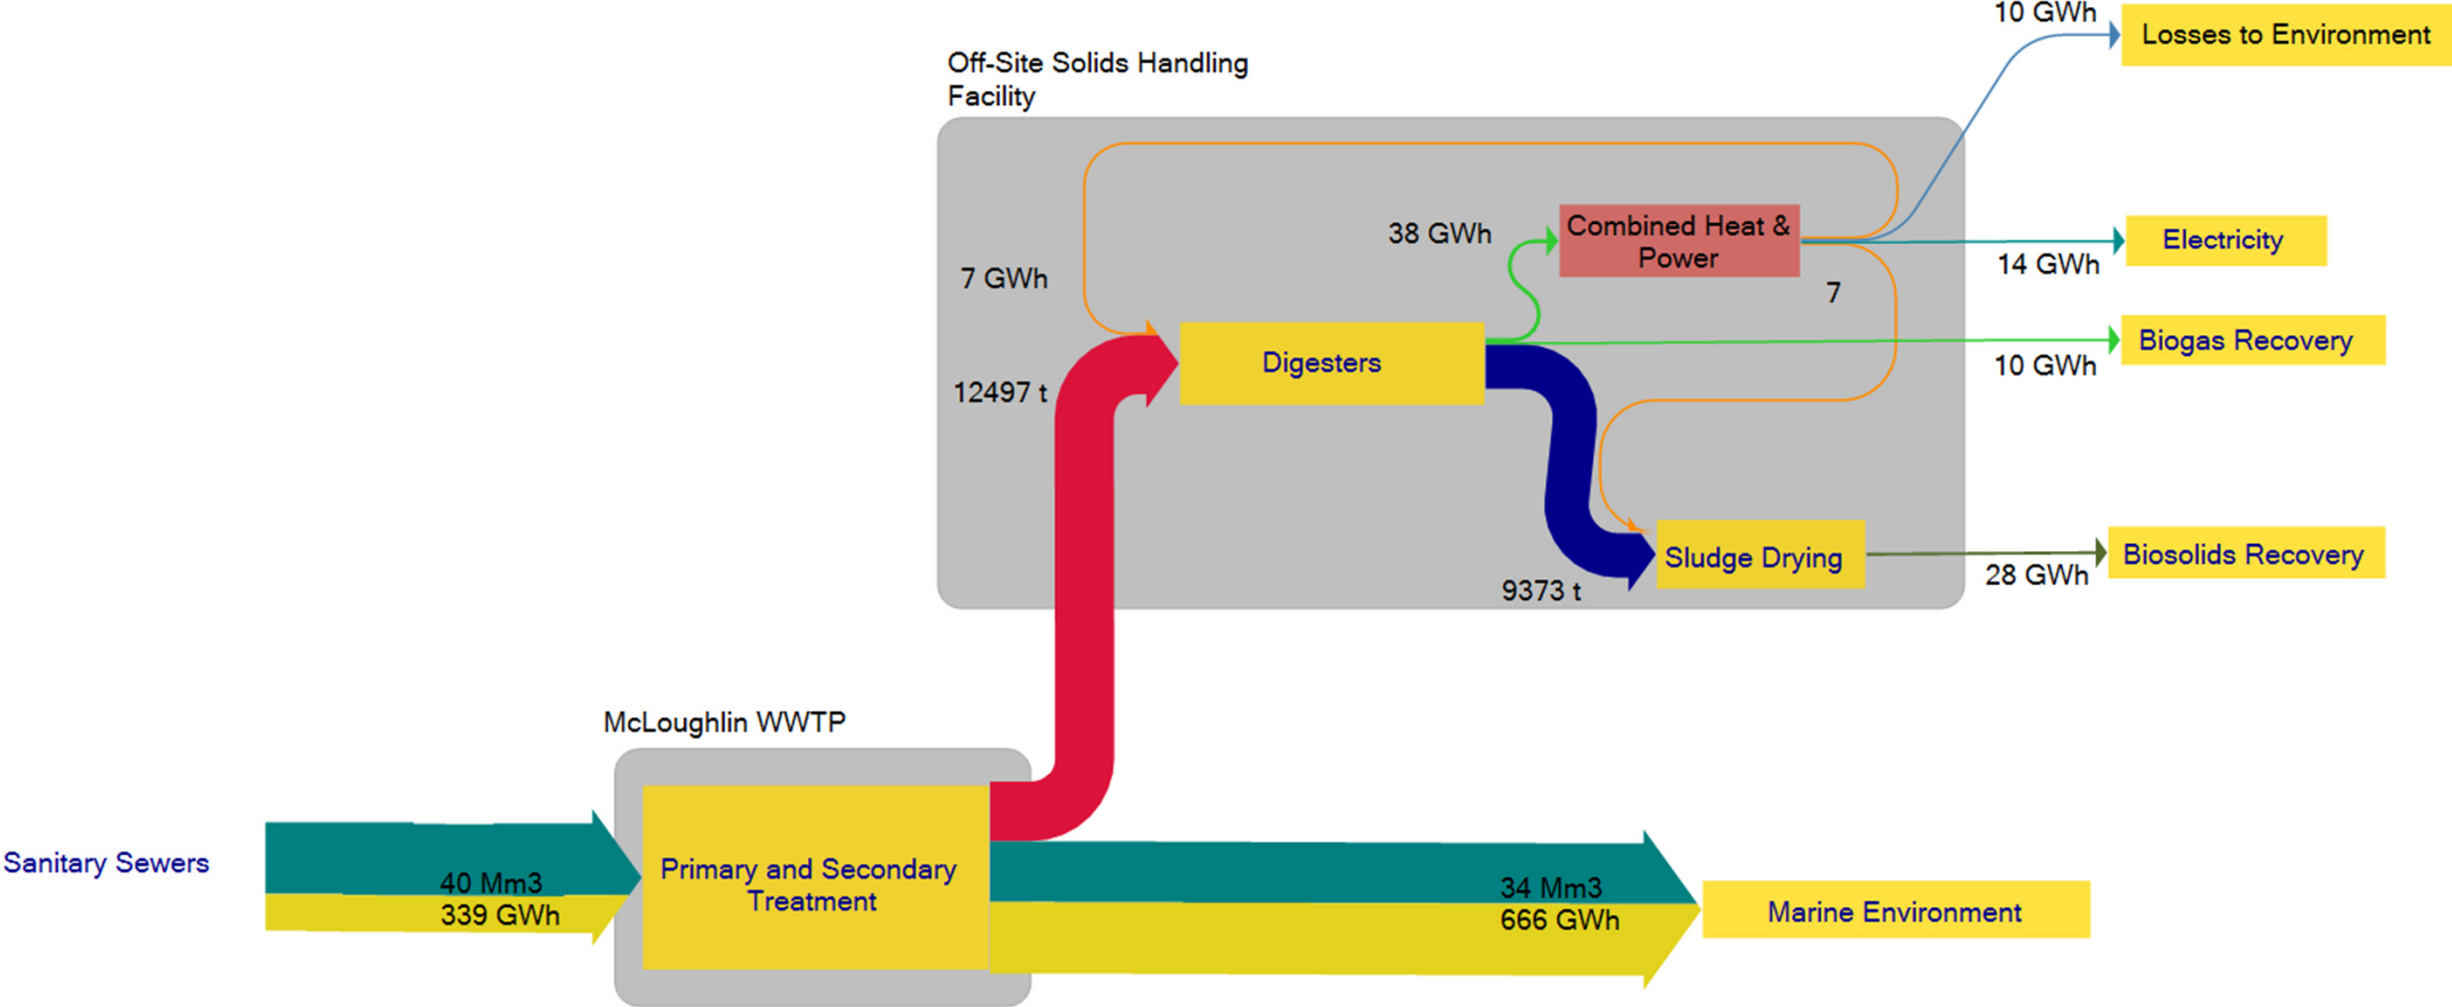 10 GWh
Losses to Environment
Off-Site Solids Handling
Facility
38 GWh
Combined Heat &
Power
Electricity
14 GWh
7 GWh
7
Digesters
Biogas Recovery
10 GWh
12497 t
Sludge Drying
Biosolids Recovery
28 GWh
9373 t
McLoughlin WWTP
Sanitary Sewers
40 Mm3
339 GWh
Primary and Secondary
Treatment
34 Mm3
666 GWh
Marine Environment